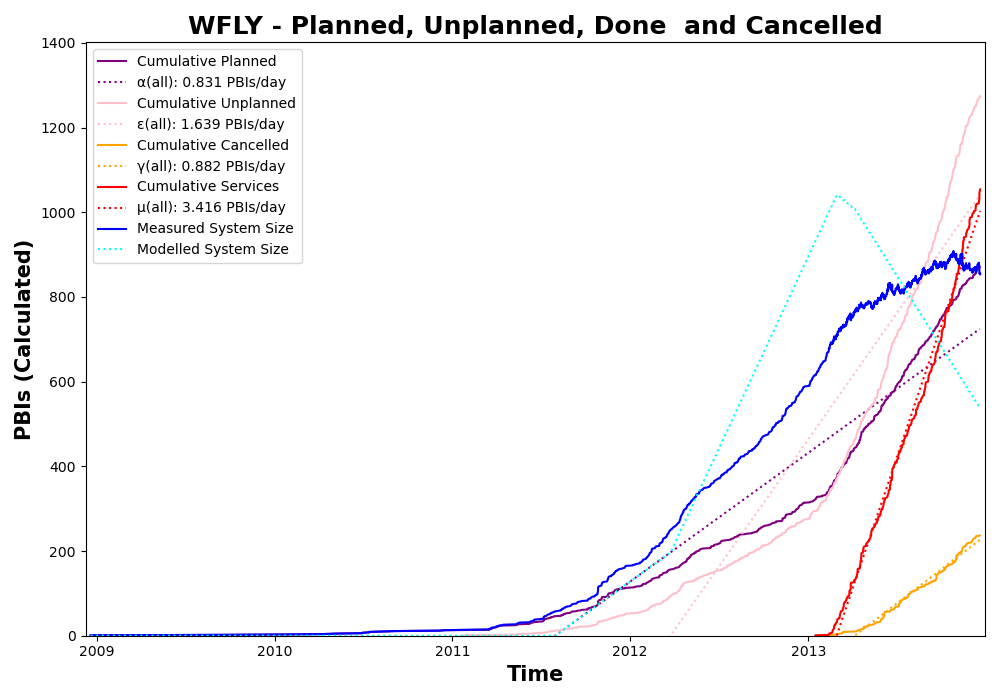 WFLY - Planned, Unplanned, Done  and Cancelled
PBIs (Calculated)
1400
1200
1000
800
600
400
200
0
Cumulative Planned
α(all): 0.831 PBIs/day
Cumulative Unplanned
ε(all): 1.639 PBIs/day
Cumulative Cancelled
γ(all): 0.882 PBIs/day
Cumulative Services
μ(all): 3.416 PBIs/day
Measured System Size
Modelled System Size
2009
2010
2011
2012
2013
Time